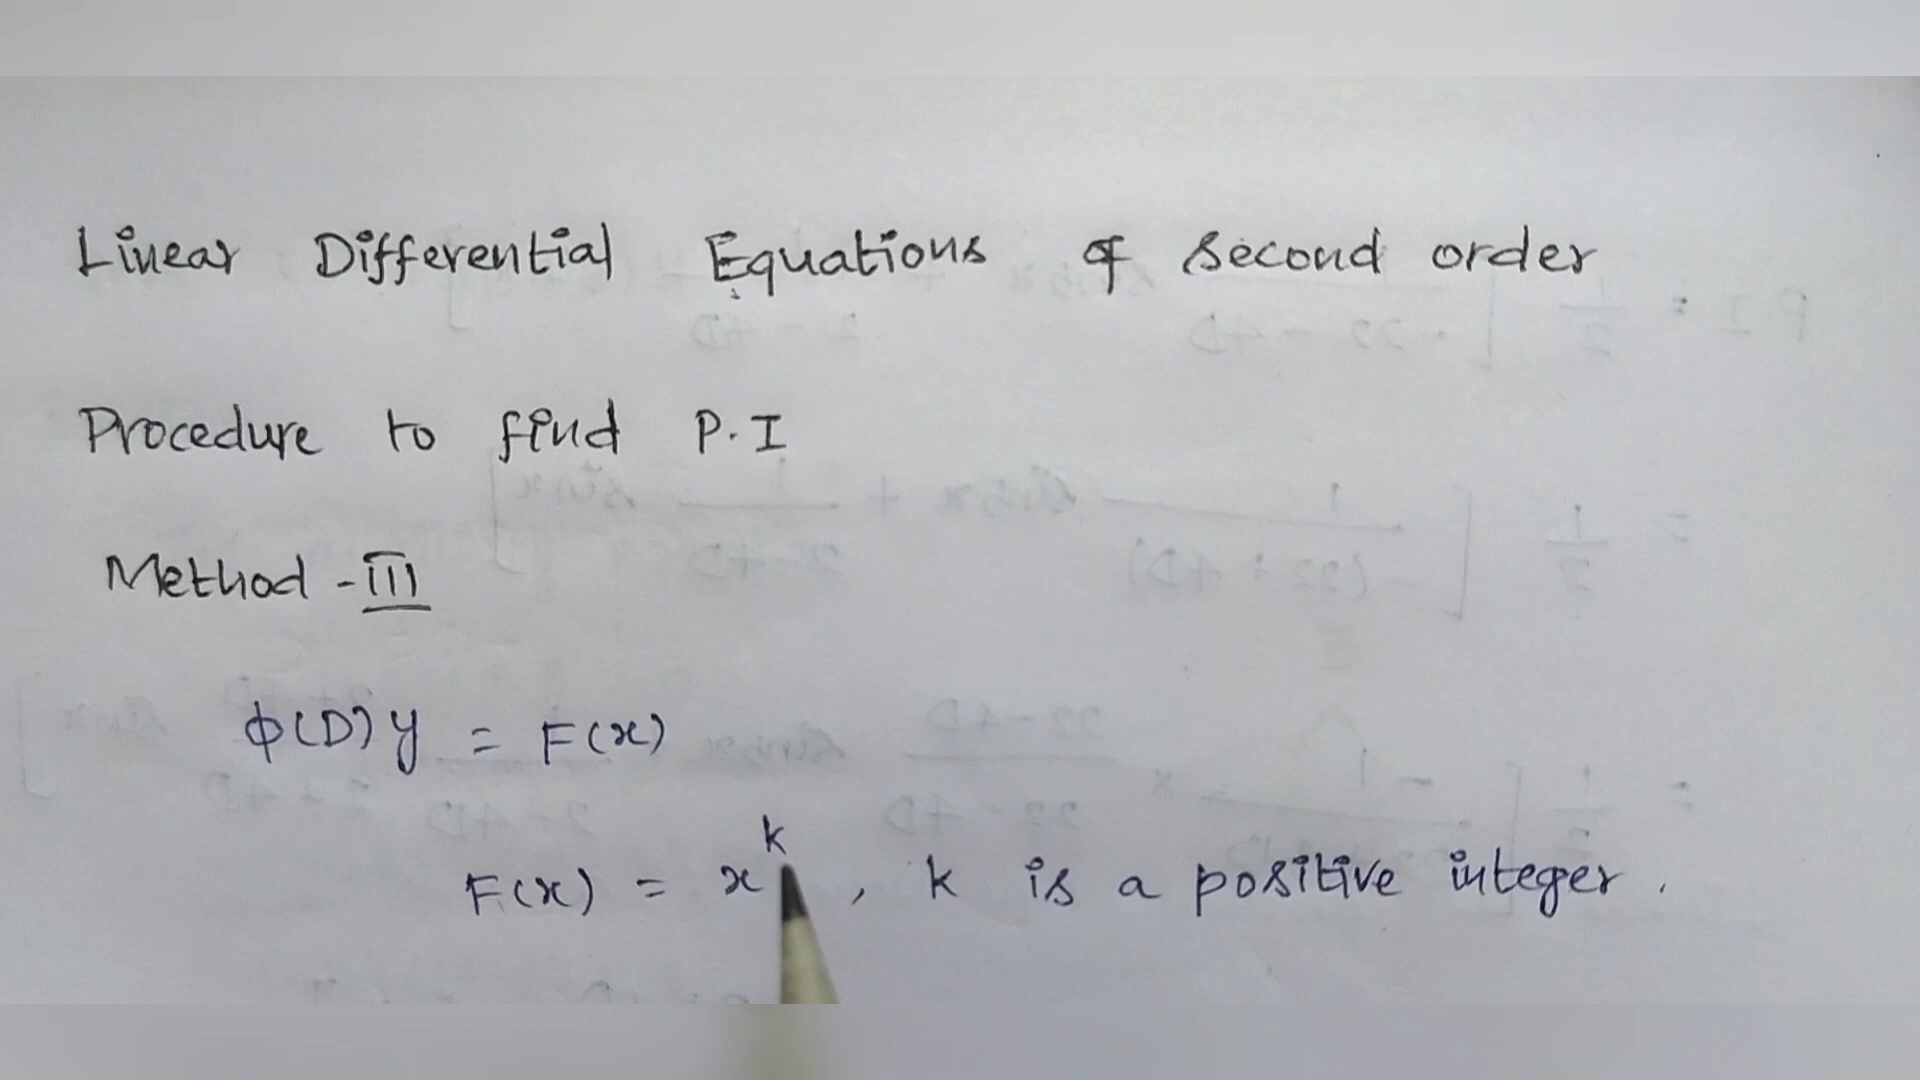 Linear Differential Equations of second order
Procedure to find P.I
Method - III
ϕ(D) y = F(x)
F(x) = x^k , k is a positive integer.